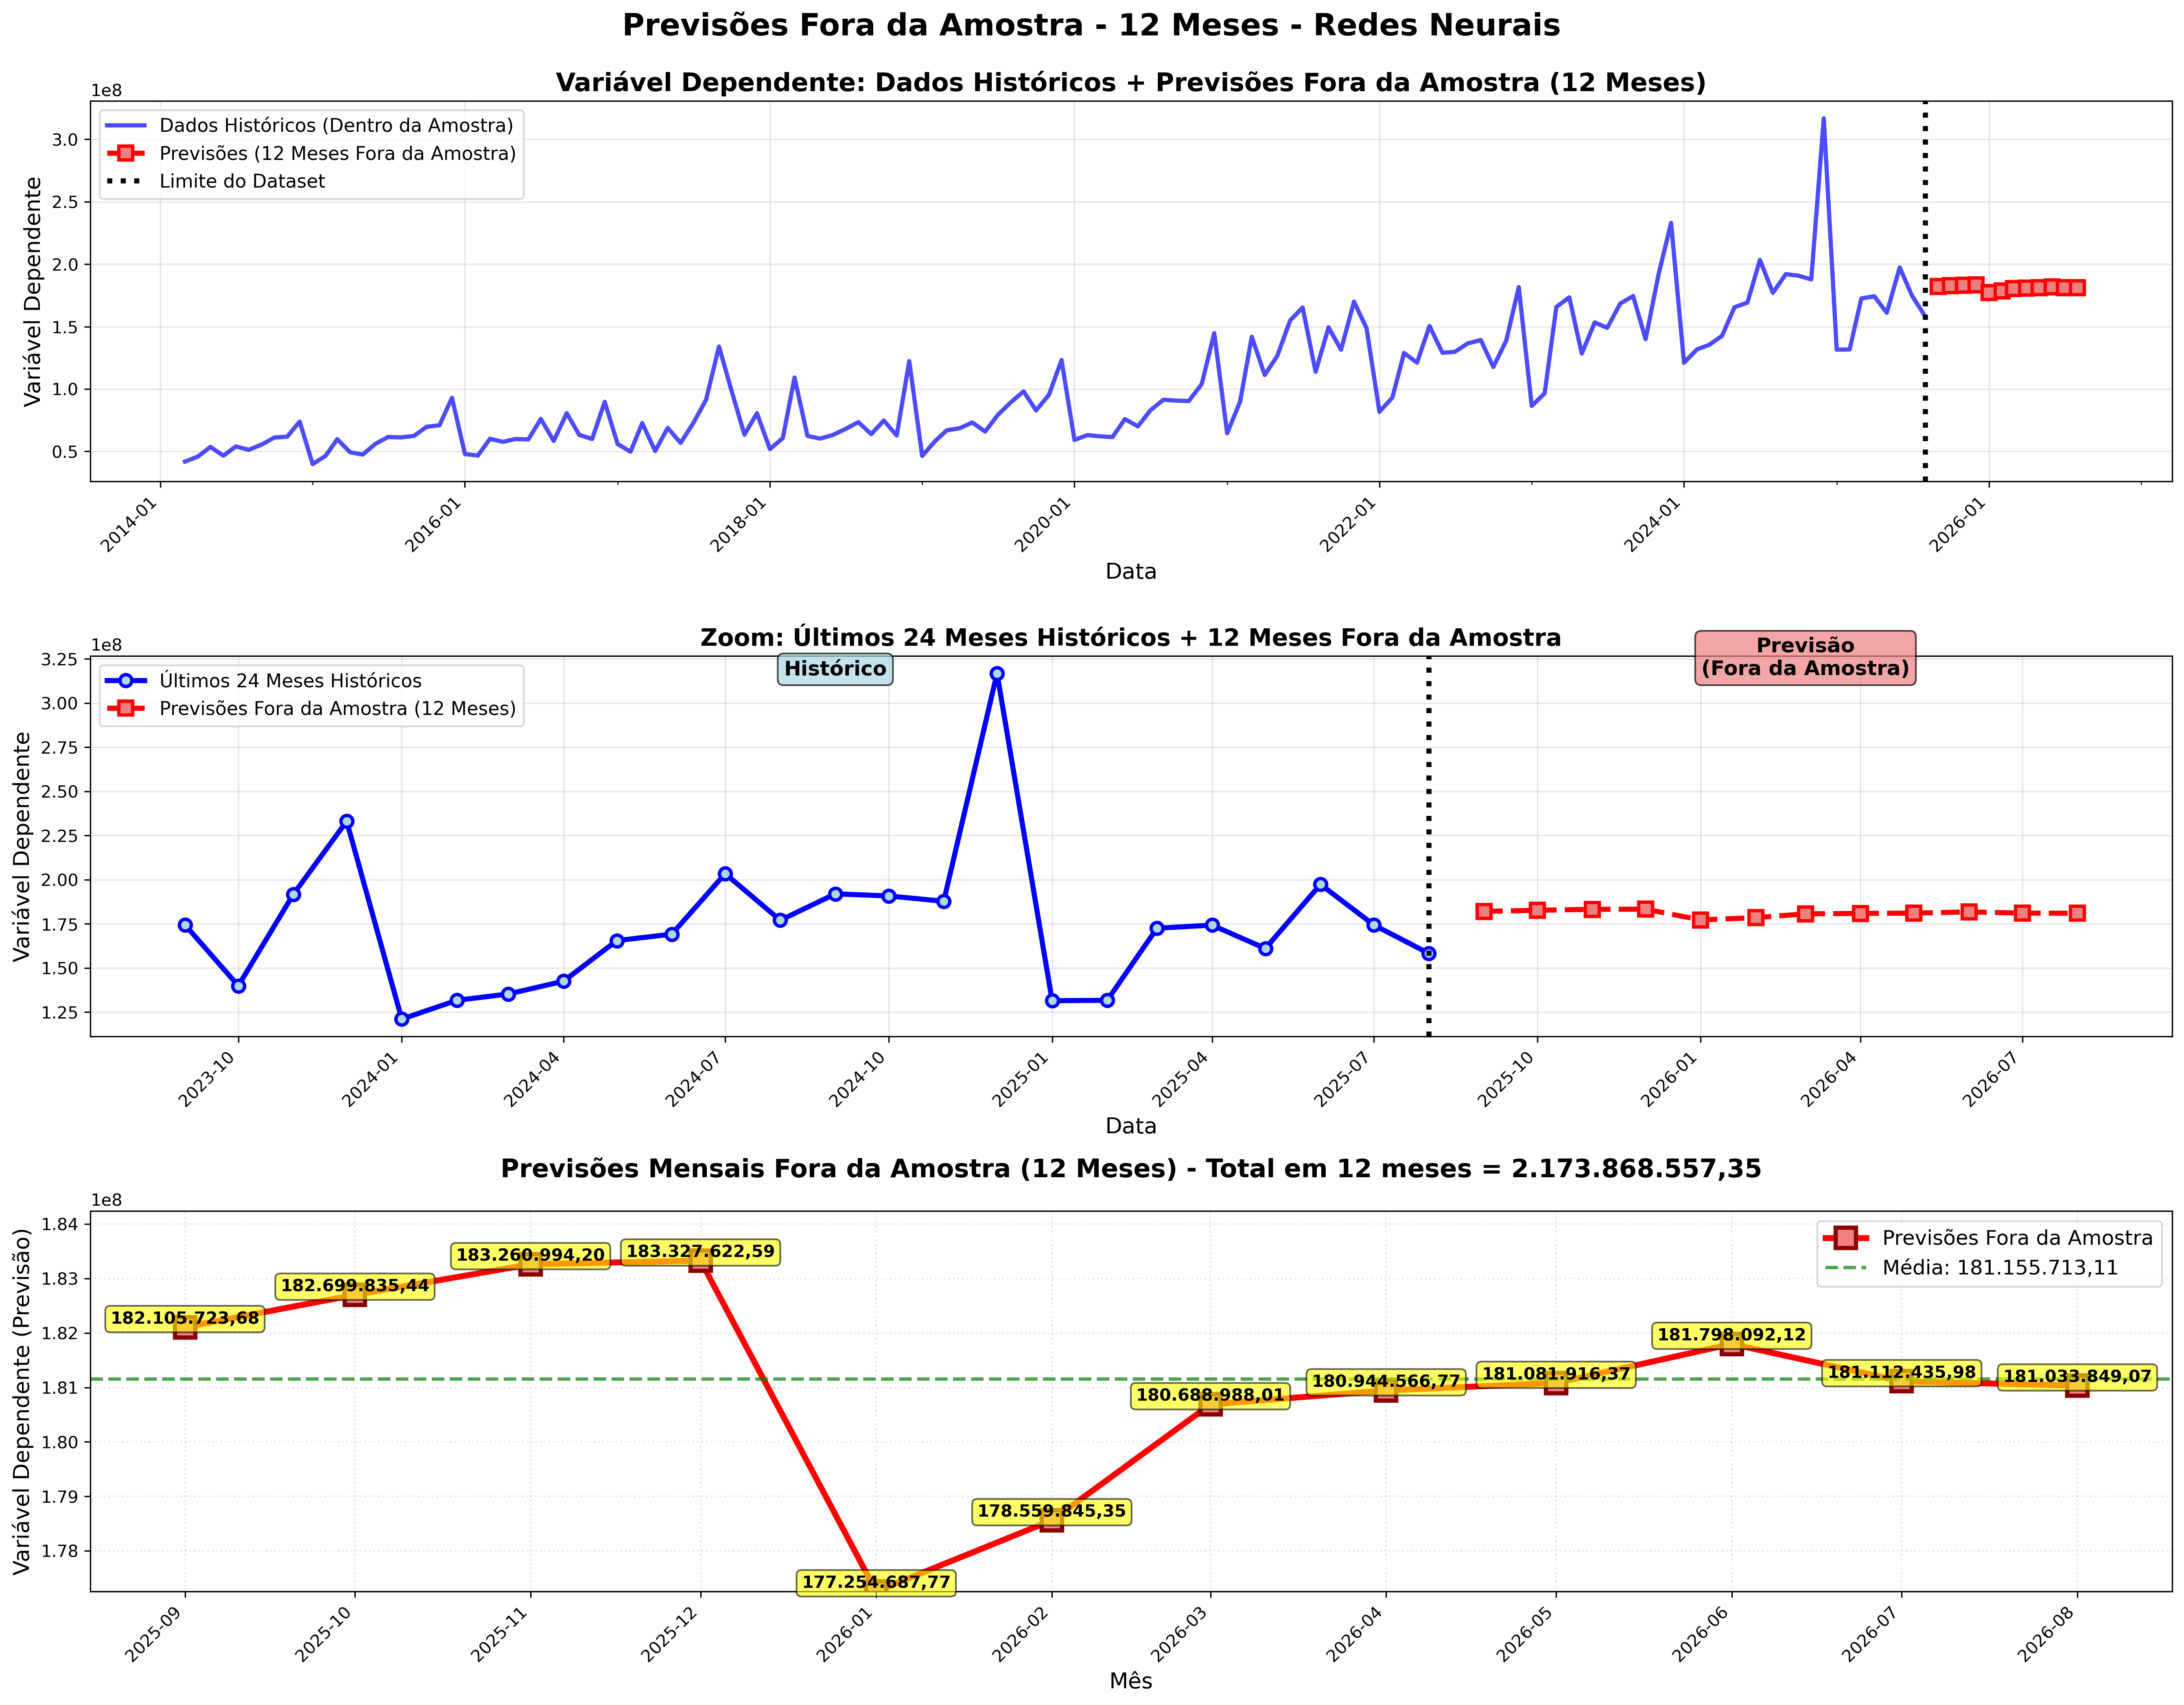 Previsões Fora da Amostra - 12 Meses - Redes Neurais
Variável Dependente: Dados Históricos + Previsões Fora da Amostra (12 Meses)
1e8
Dados Históricos (Dentro da Amostra)
Previsões (12 Meses Fora da Amostra)
Limite do Dataset
Variável Dependente
3.0
2.5
2.0
1.5
1.0
0.5
2014-01
2016-01
2018-01
2020-01
2022-01
2024-01
2026-01
Data
Zoom: Últimos 24 Meses Históricos + 12 Meses Fora da Amostra
1e8
Últimos 24 Meses Históricos
Previsões Fora da Amostra (12 Meses)
Histórico
Previsão
(Fora da Amostra)
Variável Dependente
3.25
3.00
2.75
2.50
2.25
2.00
1.75
1.50
1.25
2023-10
2024-01
2024-04
2024-07
2024-10
2025-01
2025-04
2025-07
2025-10
2026-01
2026-04
2026-07
Data
Previsões Mensais Fora da Amostra (12 Meses) - Total em 12 meses = 2.173.868.557,35
1e8
Previsões Fora da Amostra
Média: 181.155.713,11
Variável Dependente (Previsão)
1.84
1.83
1.82
1.81
1.80
1.79
1.78
182.105.723,68
182.699.835,44
183.260.994,20
183.327.622,59
177.254.687,77
178.559.845,35
180.688.988,01
180.944.566,77
181.081.916,37
181.798.092,12
181.112.435,98
181.033.849,07
2025-09
2025-10
2025-11
2025-12
2026-01
2026-02
2026-03
2026-04
2026-05
2026-06
2026-07
2026-08
Mês